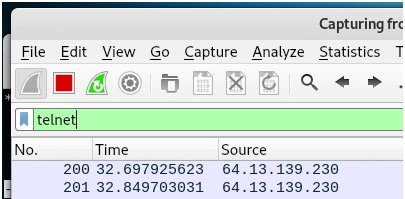 Capturing fro
File Edit View Go Capture Analyze Statistics T
telnet
No. Time Source
200 32.697925623 64.13.139.230
201 32.849703031 64.13.139.230